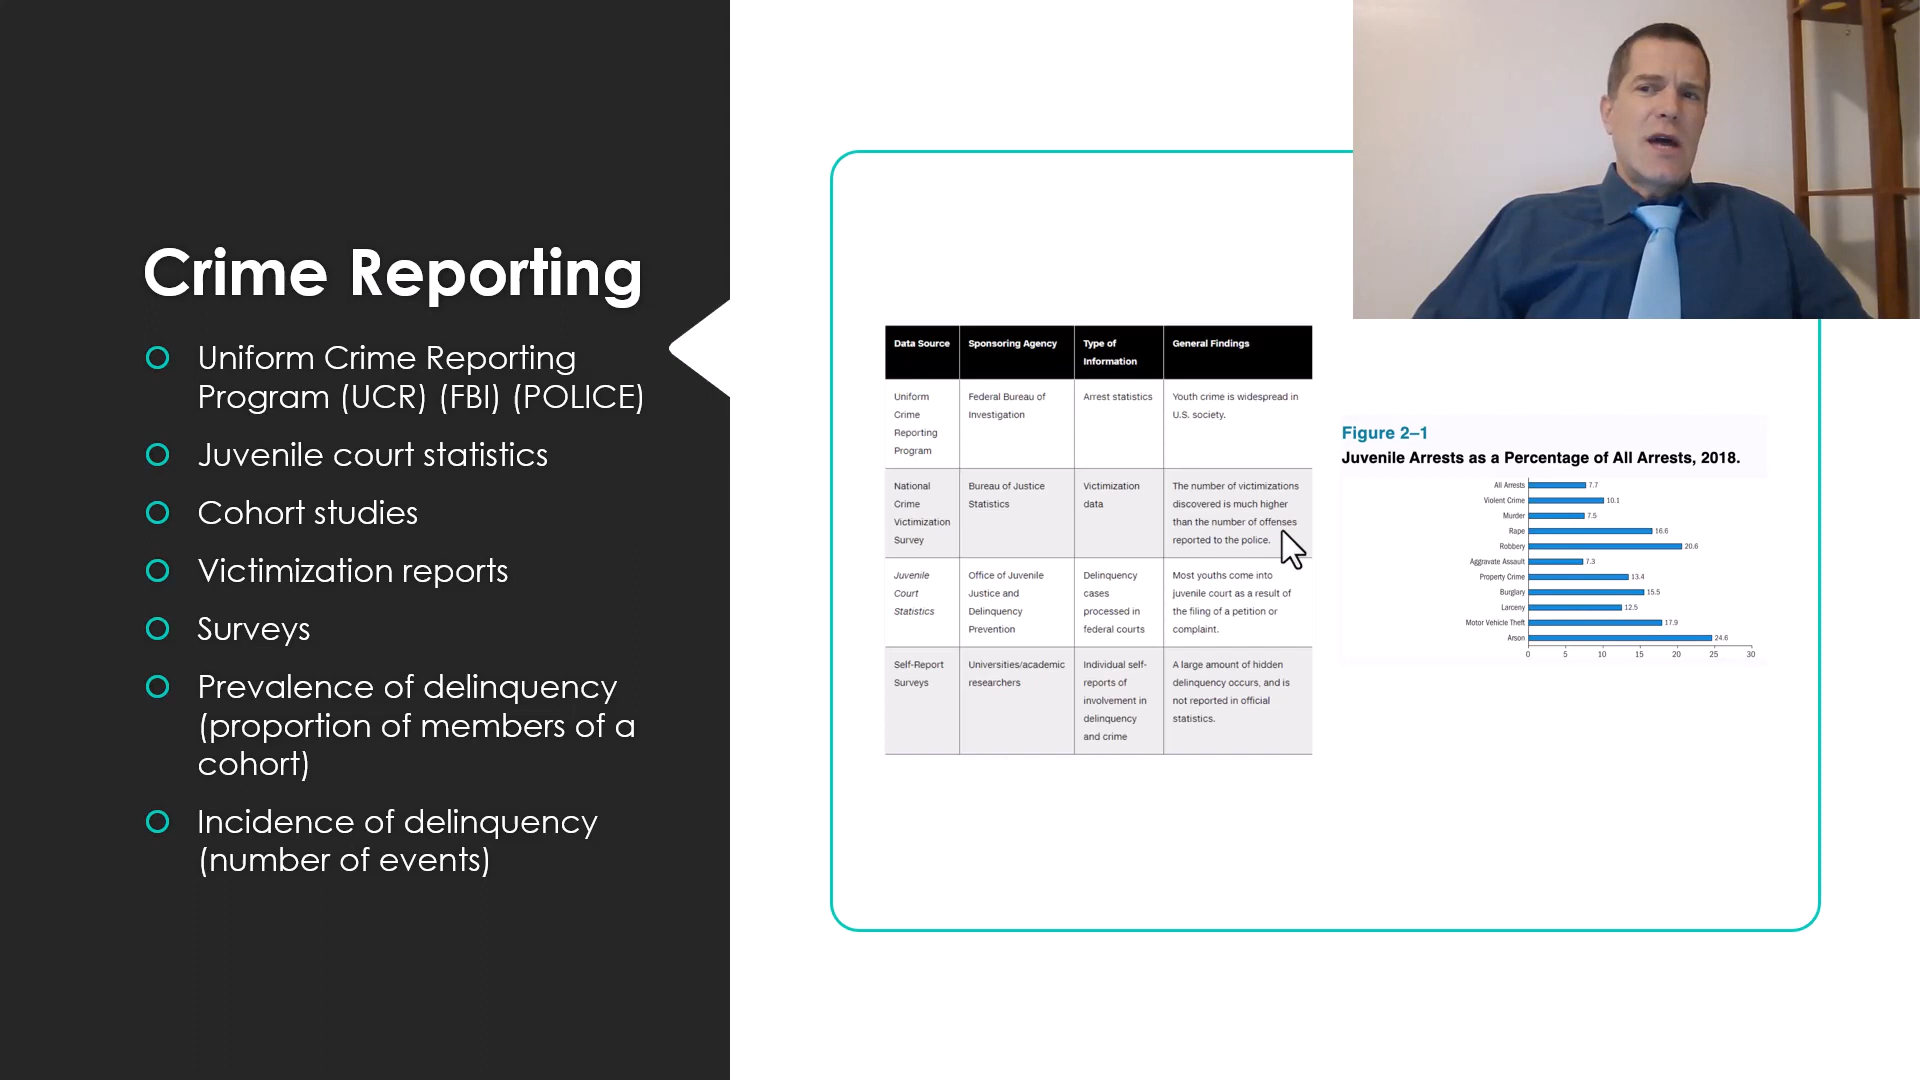 Crime Reporting
Uniform Crime Reporting
Program (UCR) (FBI) (POLICE)
Juvenile court statistics
Cohort studies
Victimization reports
Surveys
Prevalence of delinquency
(proportion of members of a
cohort)
Incidence of delinquency
(number of events)
Data Source
Sponsoring Agency
Type of
Information
General Findings
Uniform
Crime
Reporting
Program
Federal Bureau of
Investigation
Arrest statistics
Youth crime is widespread in
U.S. society.
National
Crime
Victimization
Survey
Bureau of Justice
Statistics
Victimization
data
The number of victimizations
discovered is much higher
than the number of offenses
reported to the police.
Juvenile
Court
Statistics
Office of Juvenile
Justice and
Delinquency
Prevention
Delinquency
cases
processed in
federal courts
Most youths come into
juvenile court as a result of
the filing of a petition or
complaint.
Self-Report
Surveys
Universities/academic
researchers
Individual self-
reports of
involvement in
delinquency
and crime
A large amount of hidden
delinquency occurs, and is
not reported in official
statistics.
Figure 2–1
Juvenile Arrests as a Percentage of All Arrests, 2018.
All Arrests 7.7
Violent Crime 10.1
Murder 7.5
Rape 16.6
Robbery 20.6
Aggravate Assault 7.3
Property Crime 13.4
Burglary 15.5
Larceny 12.5
Motor Vehicle Theft 17.9
Arson 24.6
0 5 10 15 20 25 30